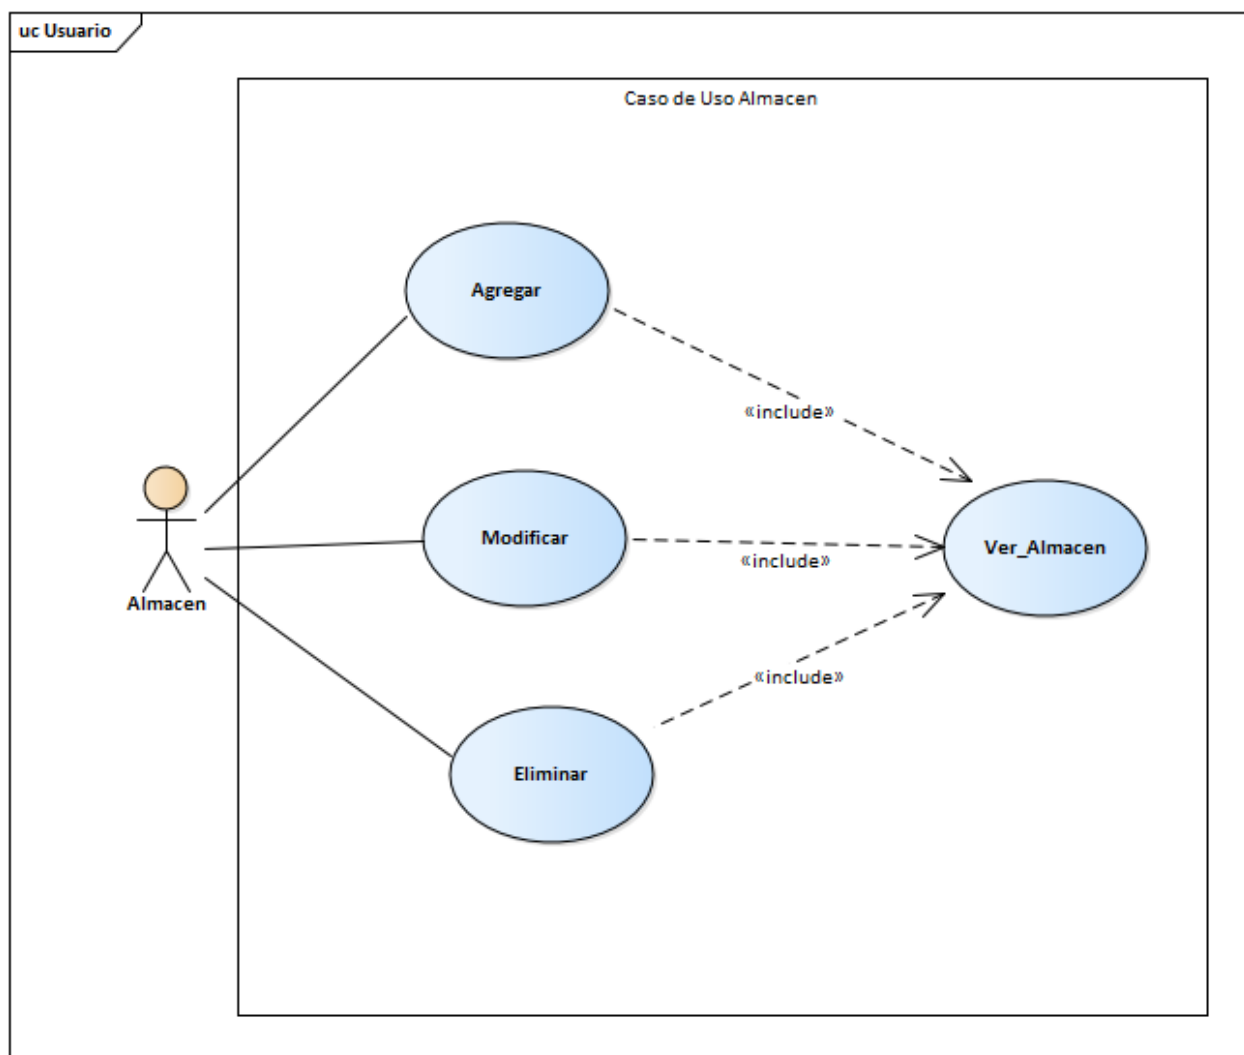 uc Usuario
Caso de Uso Almacen
Agregar
«include»
Modificar
«include»
Ver_Almacen
Almacen
«include»
Eliminar